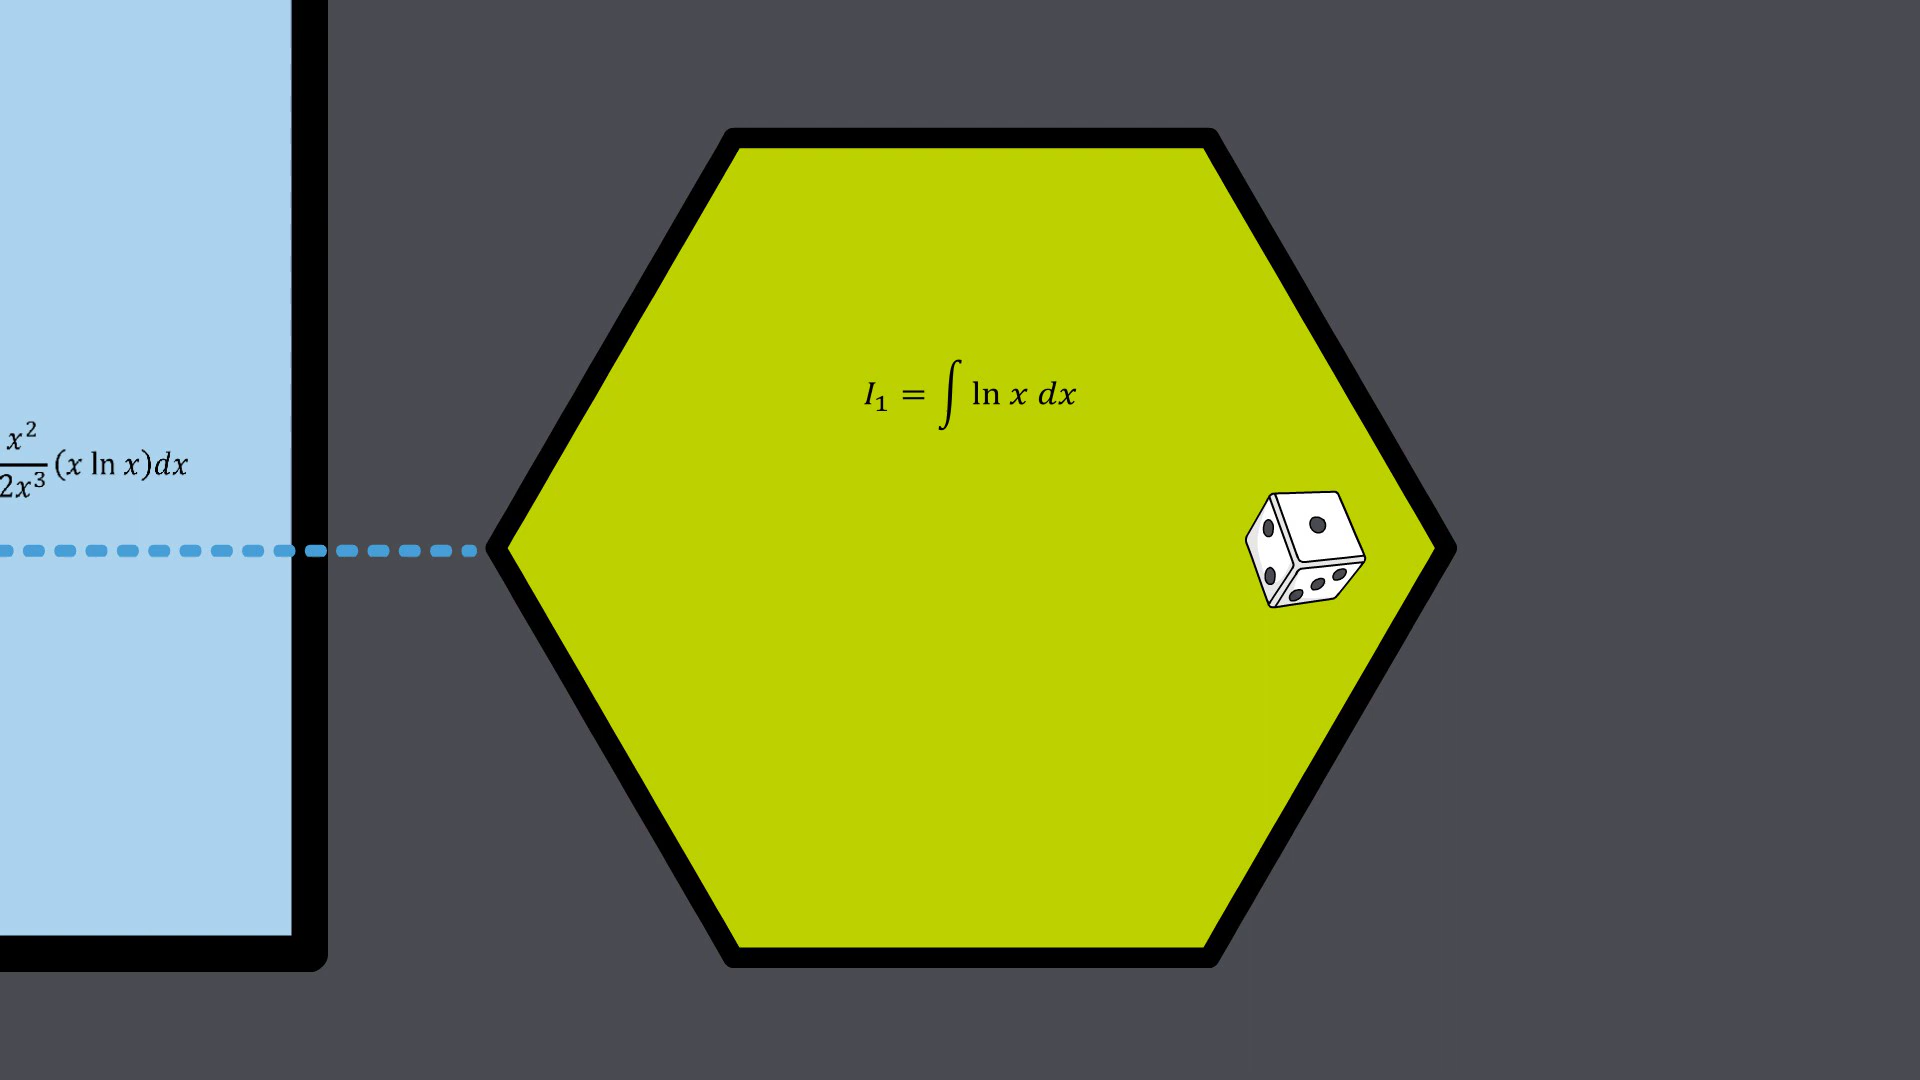 x²/2x³ (x ln x)dx
I₁ = ∫ ln x dx